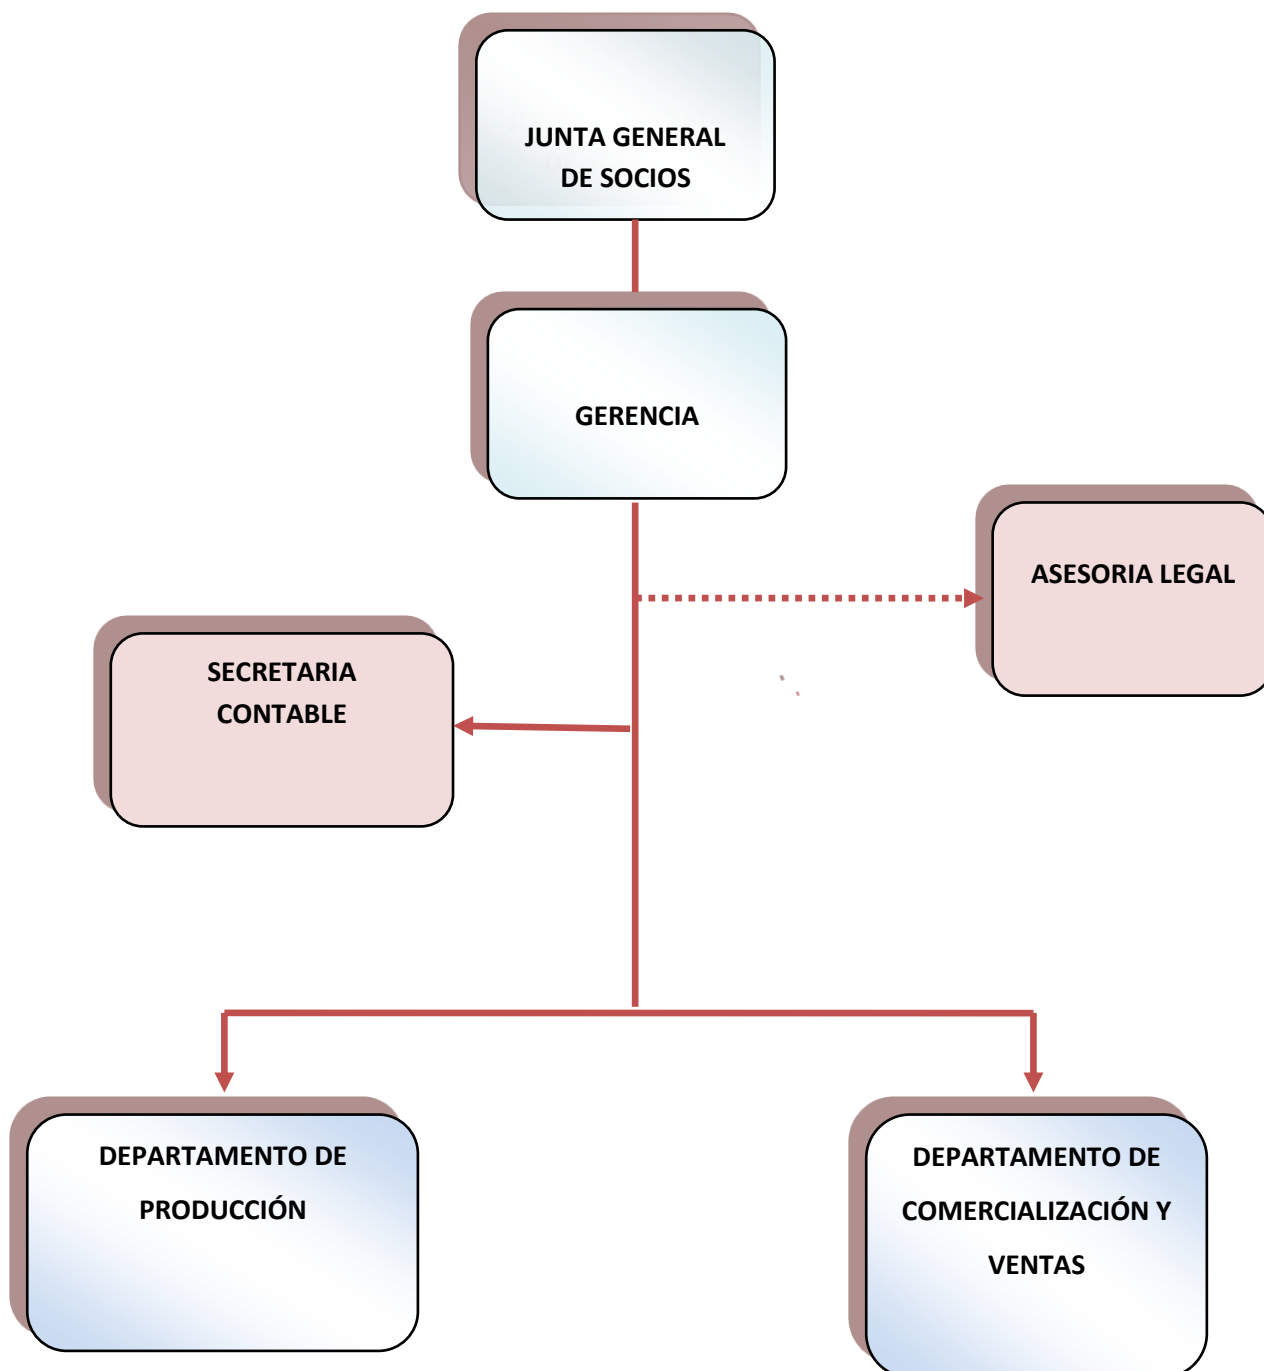 JUNTA GENERAL
DE SOCIOS
GERENCIA
ASESORIA LEGAL
SECRETARIA
CONTABLE
DEPARTAMENTO DE
PRODUCCIÓN
DEPARTAMENTO DE
COMERCIALIZACIÓN Y
VENTAS